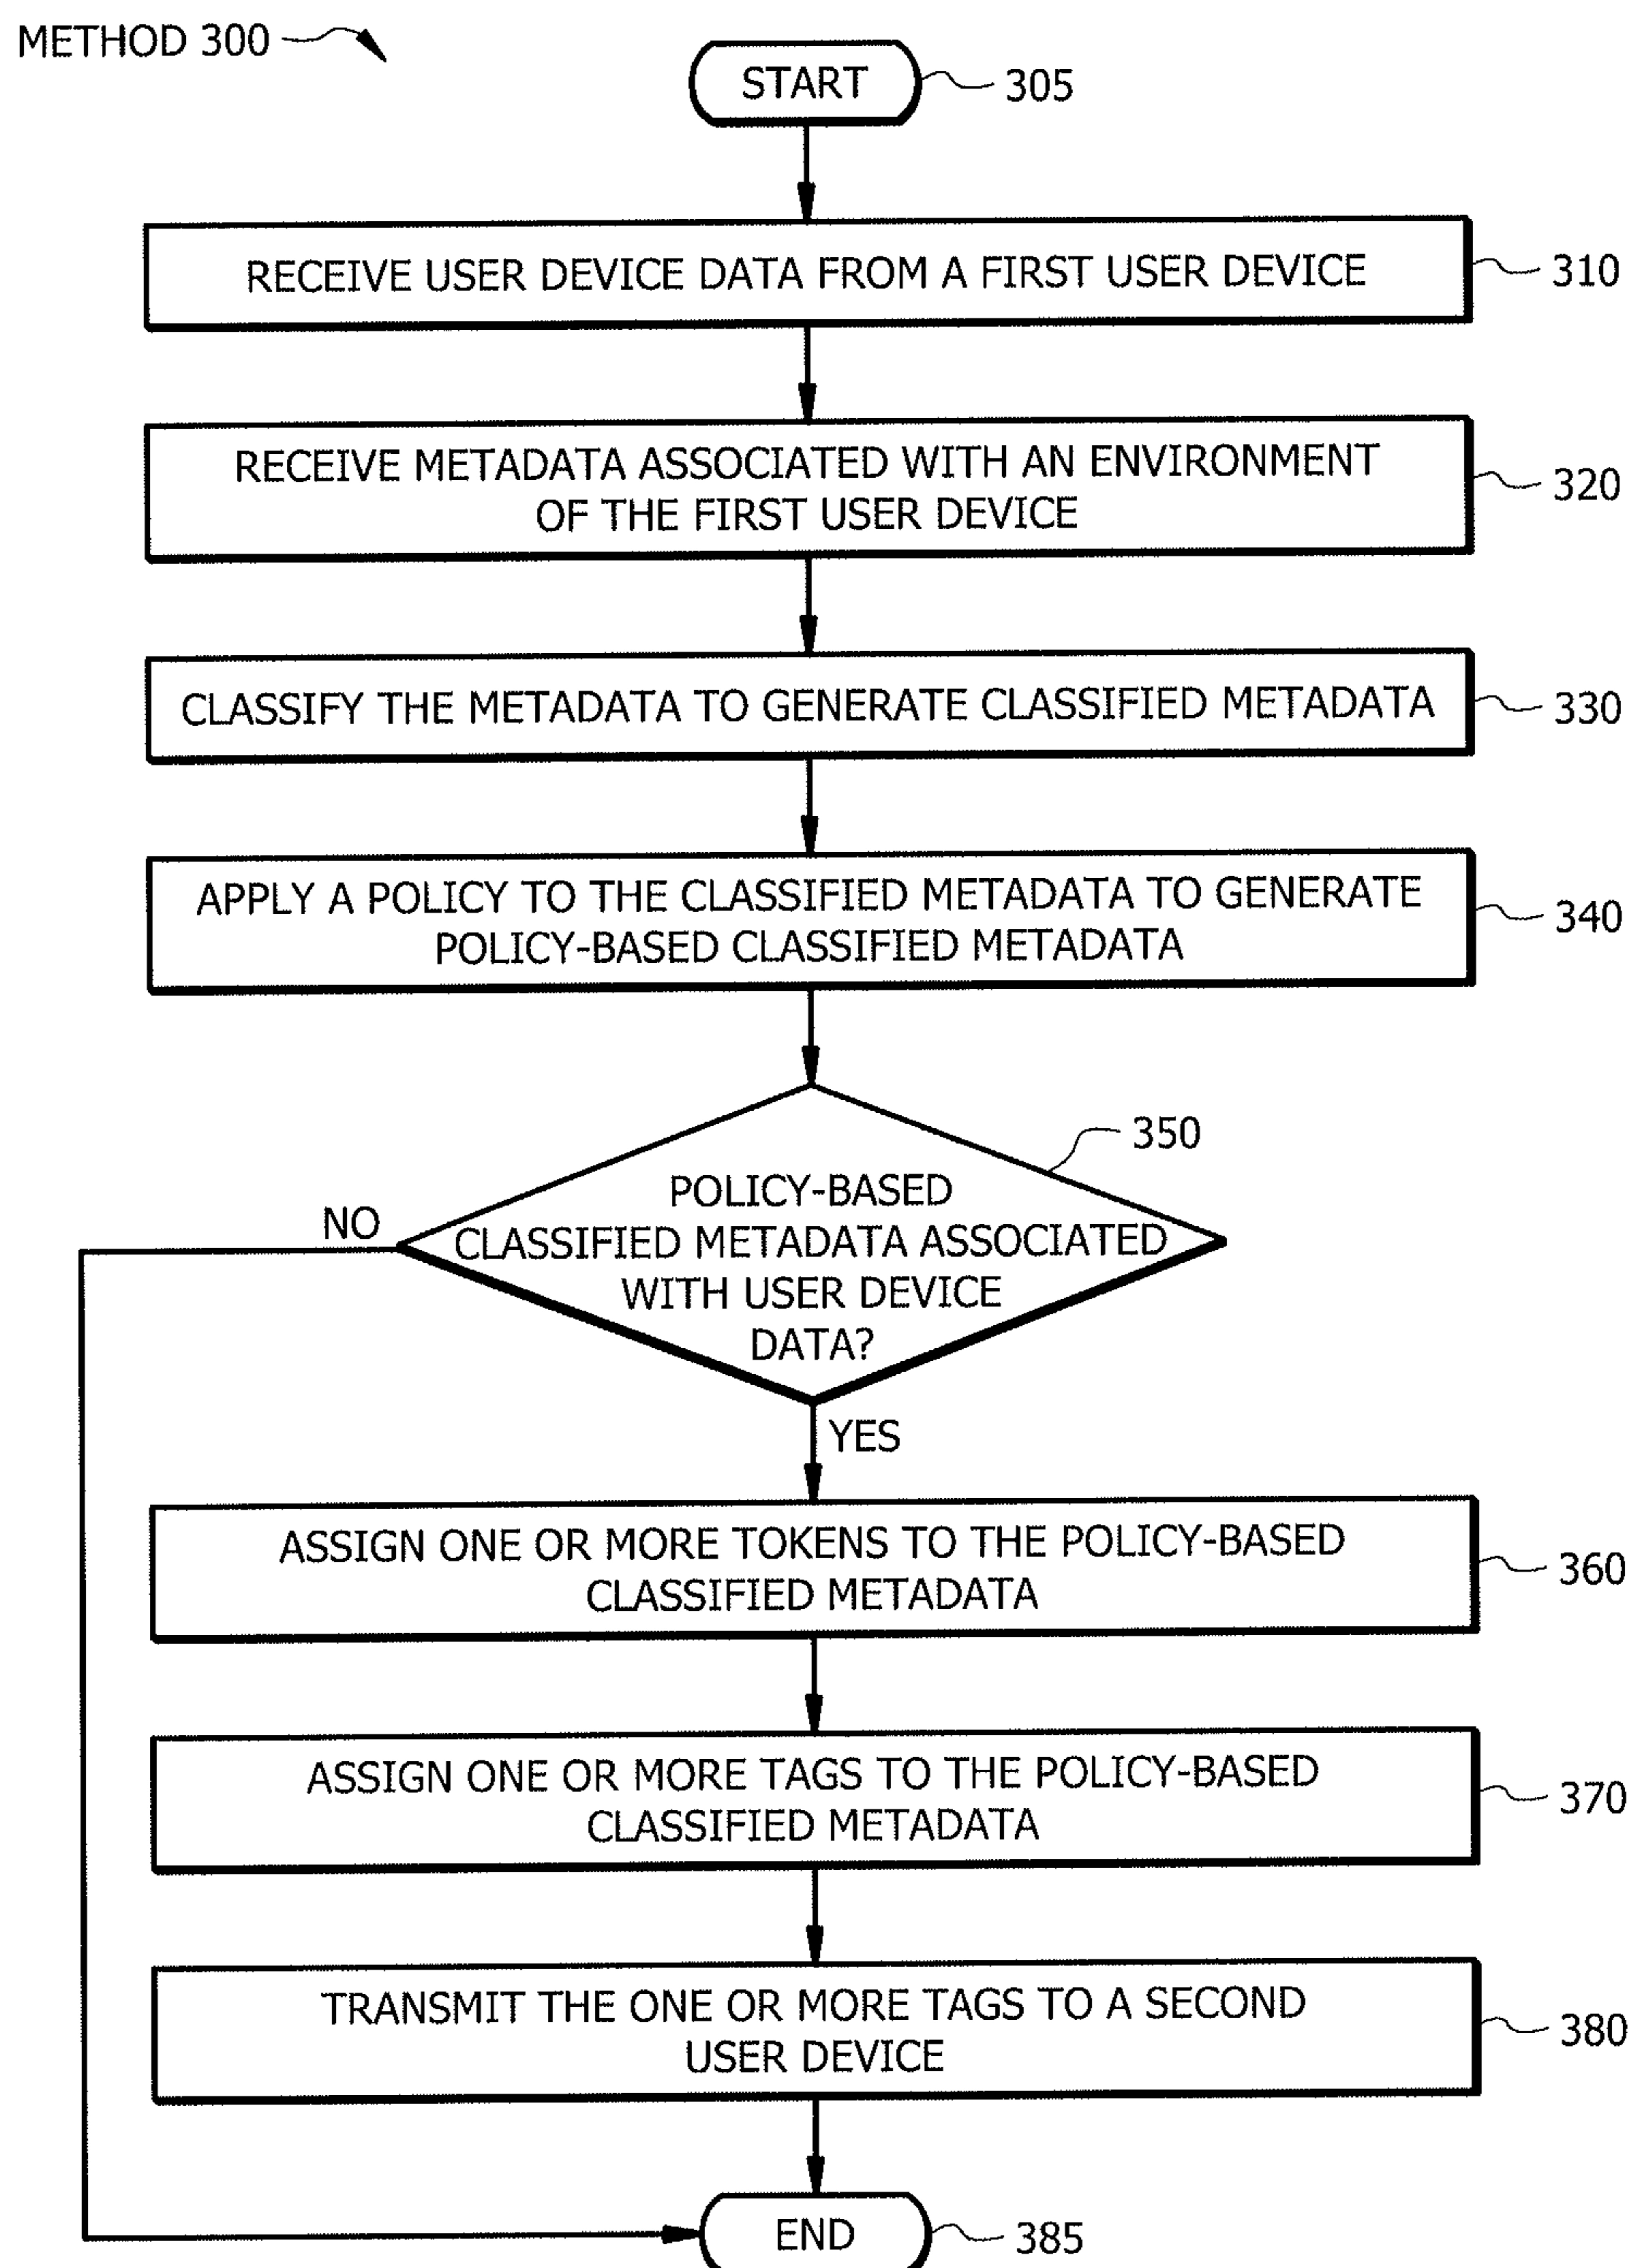 METHOD 300
START
305
RECEIVE USER DEVICE DATA FROM A FIRST USER DEVICE
310
RECEIVE METADATA ASSOCIATED WITH AN ENVIRONMENT
OF THE FIRST USER DEVICE
320
CLASSIFY THE METADATA TO GENERATE CLASSIFIED METADATA
330
APPLY A POLICY TO THE CLASSIFIED METADATA TO GENERATE
POLICY-BASED CLASSIFIED METADATA
340
350
POLICY-BASED
CLASSIFIED METADATA ASSOCIATED
WITH USER DEVICE
DATA?
NO
YES
ASSIGN ONE OR MORE TOKENS TO THE POLICY-BASED
CLASSIFIED METADATA
360
ASSIGN ONE OR MORE TAGS TO THE POLICY-BASED
CLASSIFIED METADATA
370
TRANSMIT THE ONE OR MORE TAGS TO A SECOND
USER DEVICE
380
END
385